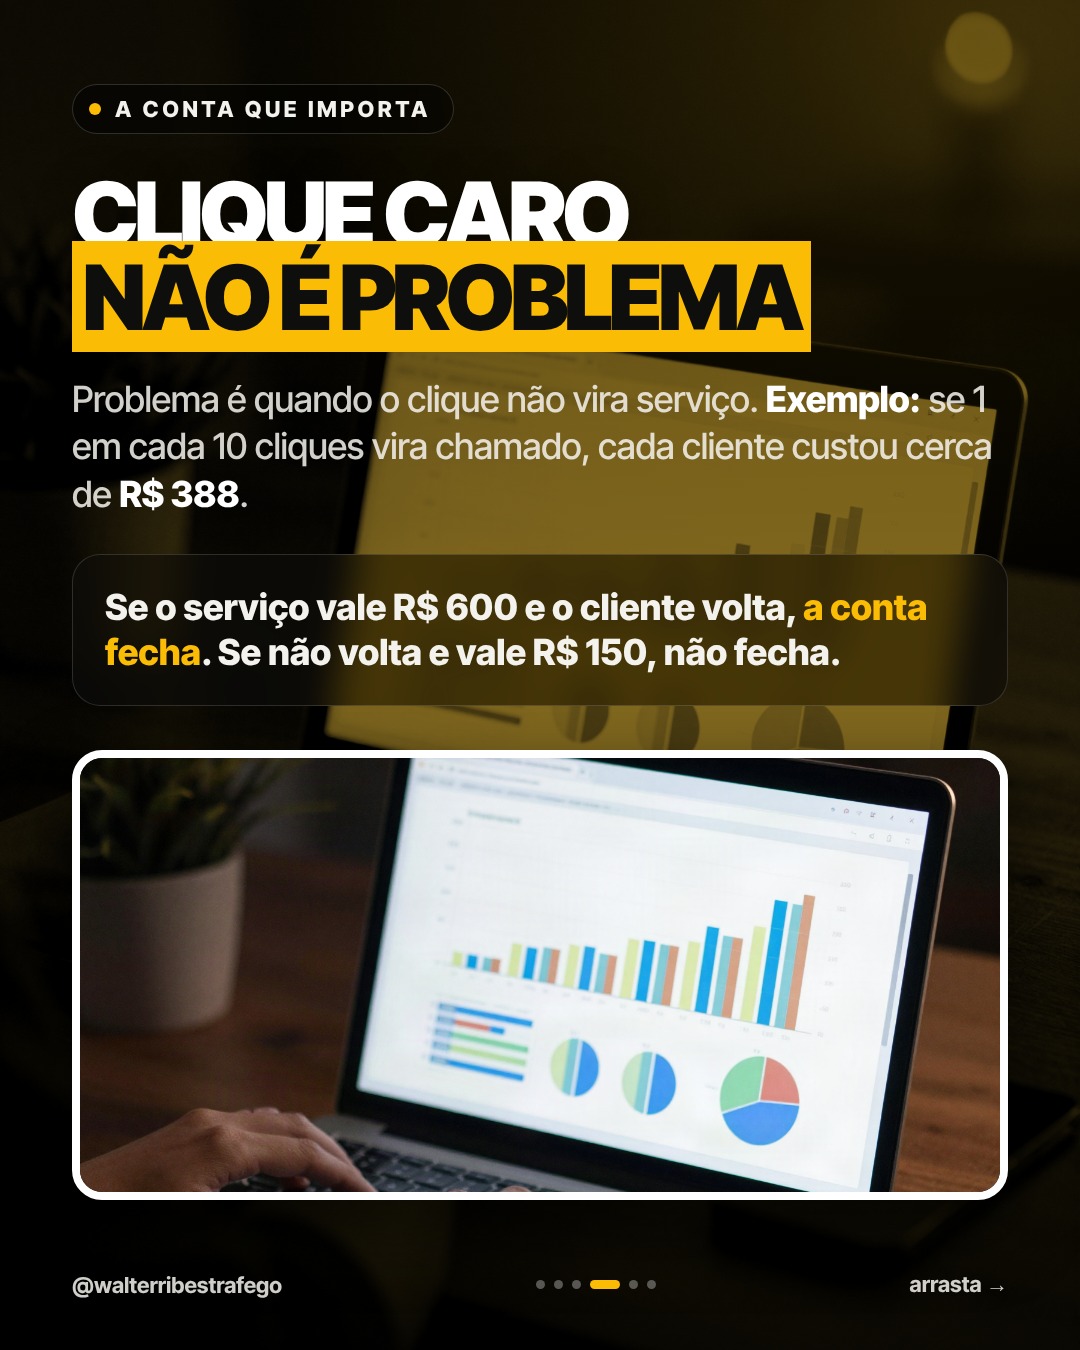 A CONTA QUE IMPORTA
CLIQUE CARO
NÃO É PROBLEMA
Problema é quando o clique não vira serviço. Exemplo: se 1
em cada 10 cliques vira chamado, cada cliente custou cerca
de R$ 388.
Se o serviço vale R$ 600 e o cliente volta, a conta
fecha. Se não volta e vale R$ 150, não fecha.
@walterribestrafego
arrasta →